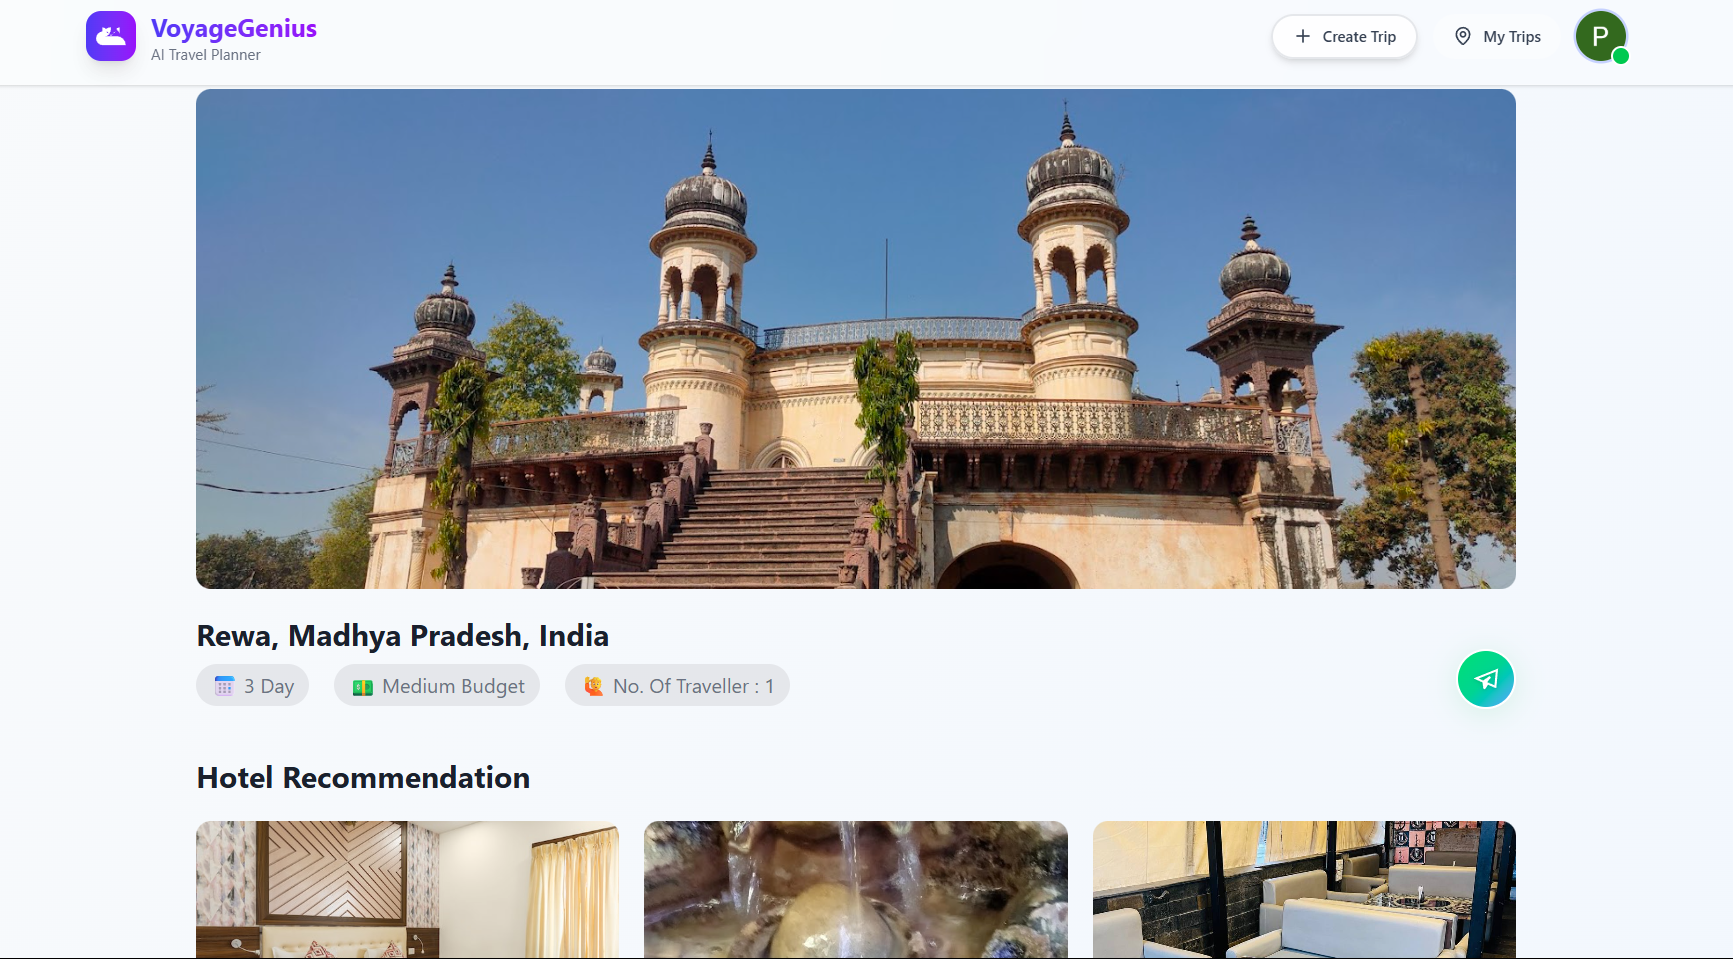 VoyageGenius
AI Travel Planner
Create Trip
My Trips
P
Rewa, Madhya Pradesh, India
3 Day
Medium Budget
No. Of Traveller : 1
Hotel Recommendation